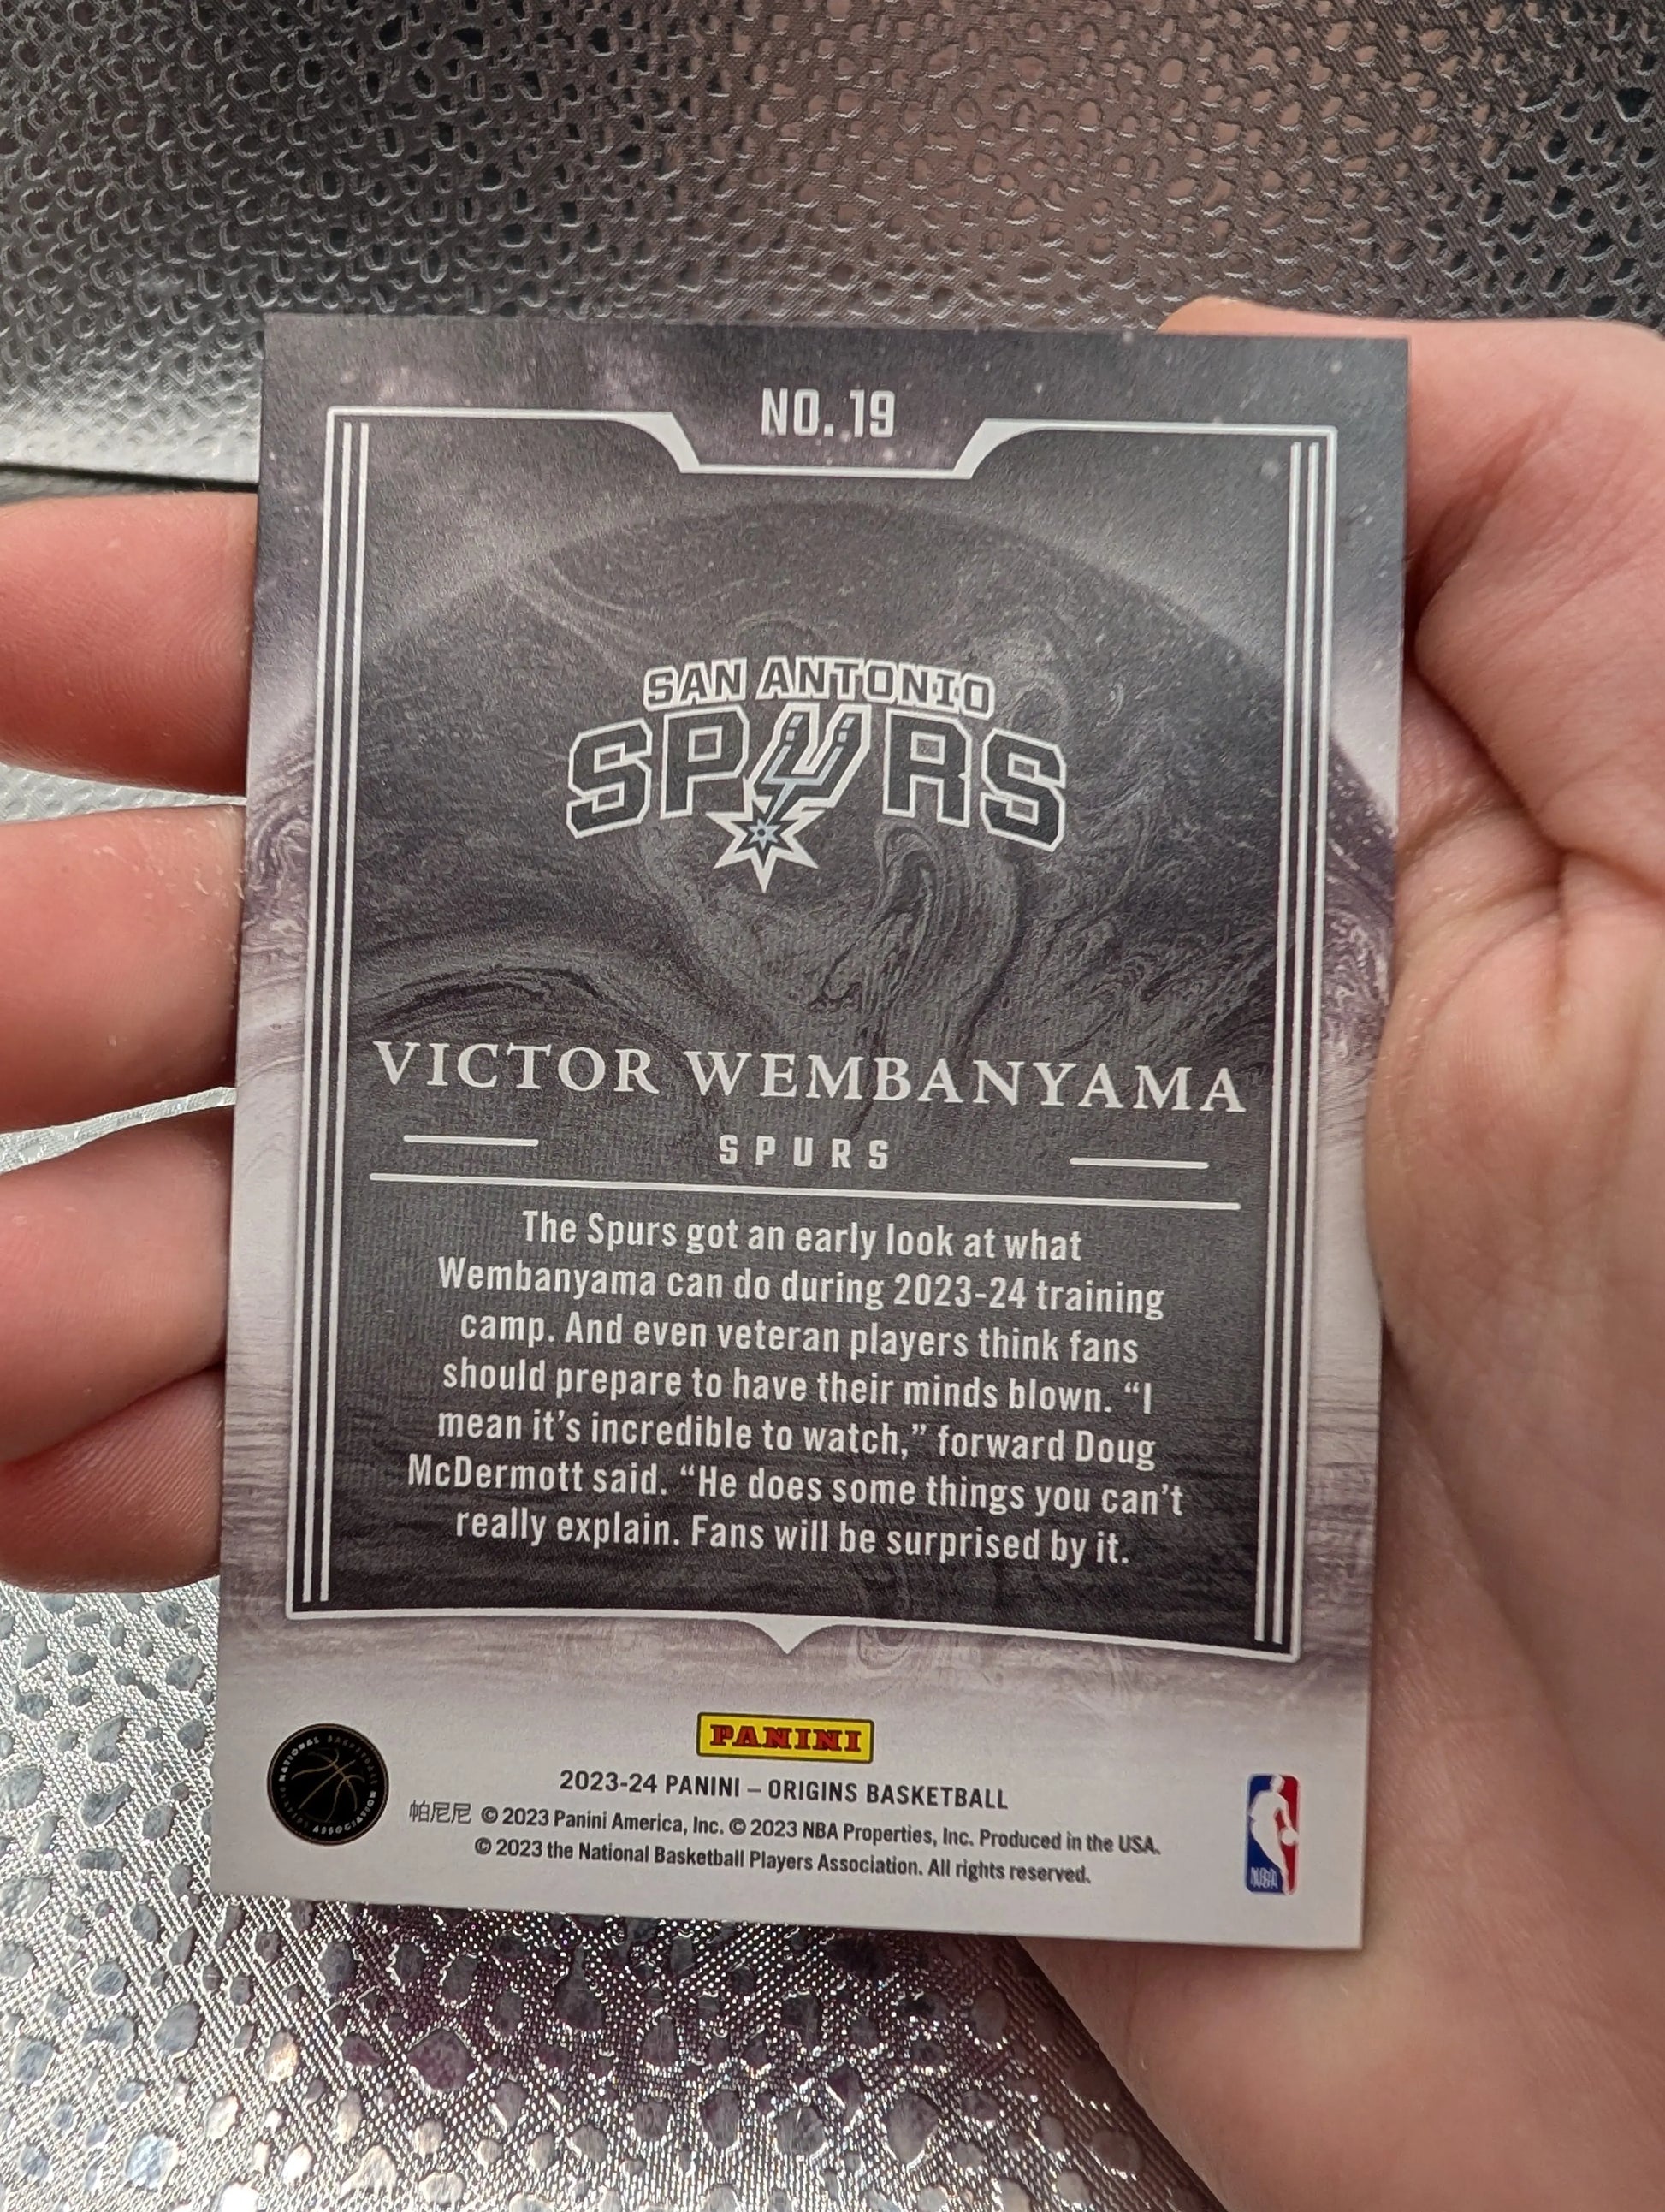 NO. 19
SAN ANTONIO
SPURS
VICTOR WEMBANYAMA
SPURS
The Spurs got an early look at what
Wembanyama can do during 2023-24 training
camp. And even veteran players think fans
should prepare to have their minds blown. “I
mean it’s incredible to watch,” forward Doug
McDermott said. “He does some things you can’t
really explain. Fans will be surprised by it.
PANINI
NATIONAL BASKETBALL
PLAYERS ASSOCIATION
2023-24 PANINI – ORIGINS BASKETBALL
帕尼尼 © 2023 Panini America, Inc. © 2023 NBA Properties, Inc. Produced in the USA.
© 2023 the National Basketball Players Association. All rights reserved.
NBA